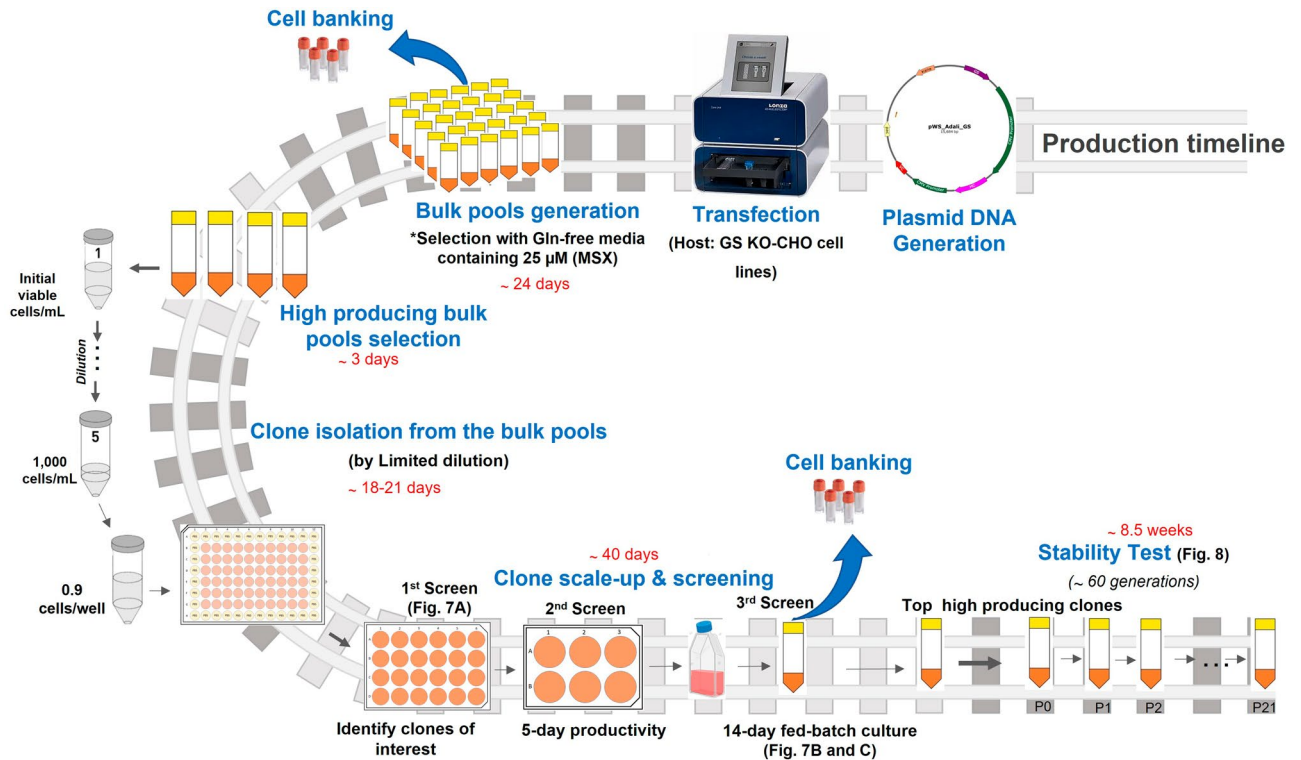 Production timeline
pWS_Adali_GS
Plasmid DNA
Generation
Lonza
Transfection
(Host: GS KO-CHO cell
lines)
Cell banking
Bulk pools generation
*Selection with Gln-free media
containing 25 µM (MSX)
~ 24 days
High producing bulk
pools selection
~ 3 days
1
Initial
viable
cells/mL
Dilution
5
1,000
cells/mL
0.9
cells/well
Clone isolation from the bulk pools
(by Limited dilution)
~ 18-21 days
~ 40 days
Clone scale-up & screening
1st Screen
(Fig. 7A)
Identify clones of
interest
2nd Screen
1 2 3
A
B
5-day productivity
3rd Screen
14-day fed-batch culture
(Fig. 7B and C)
Cell banking
~ 8.5 weeks
Stability Test (Fig. 8)
(~ 60 generations)
Top high producing clones
P0 P1 P2 ... P21